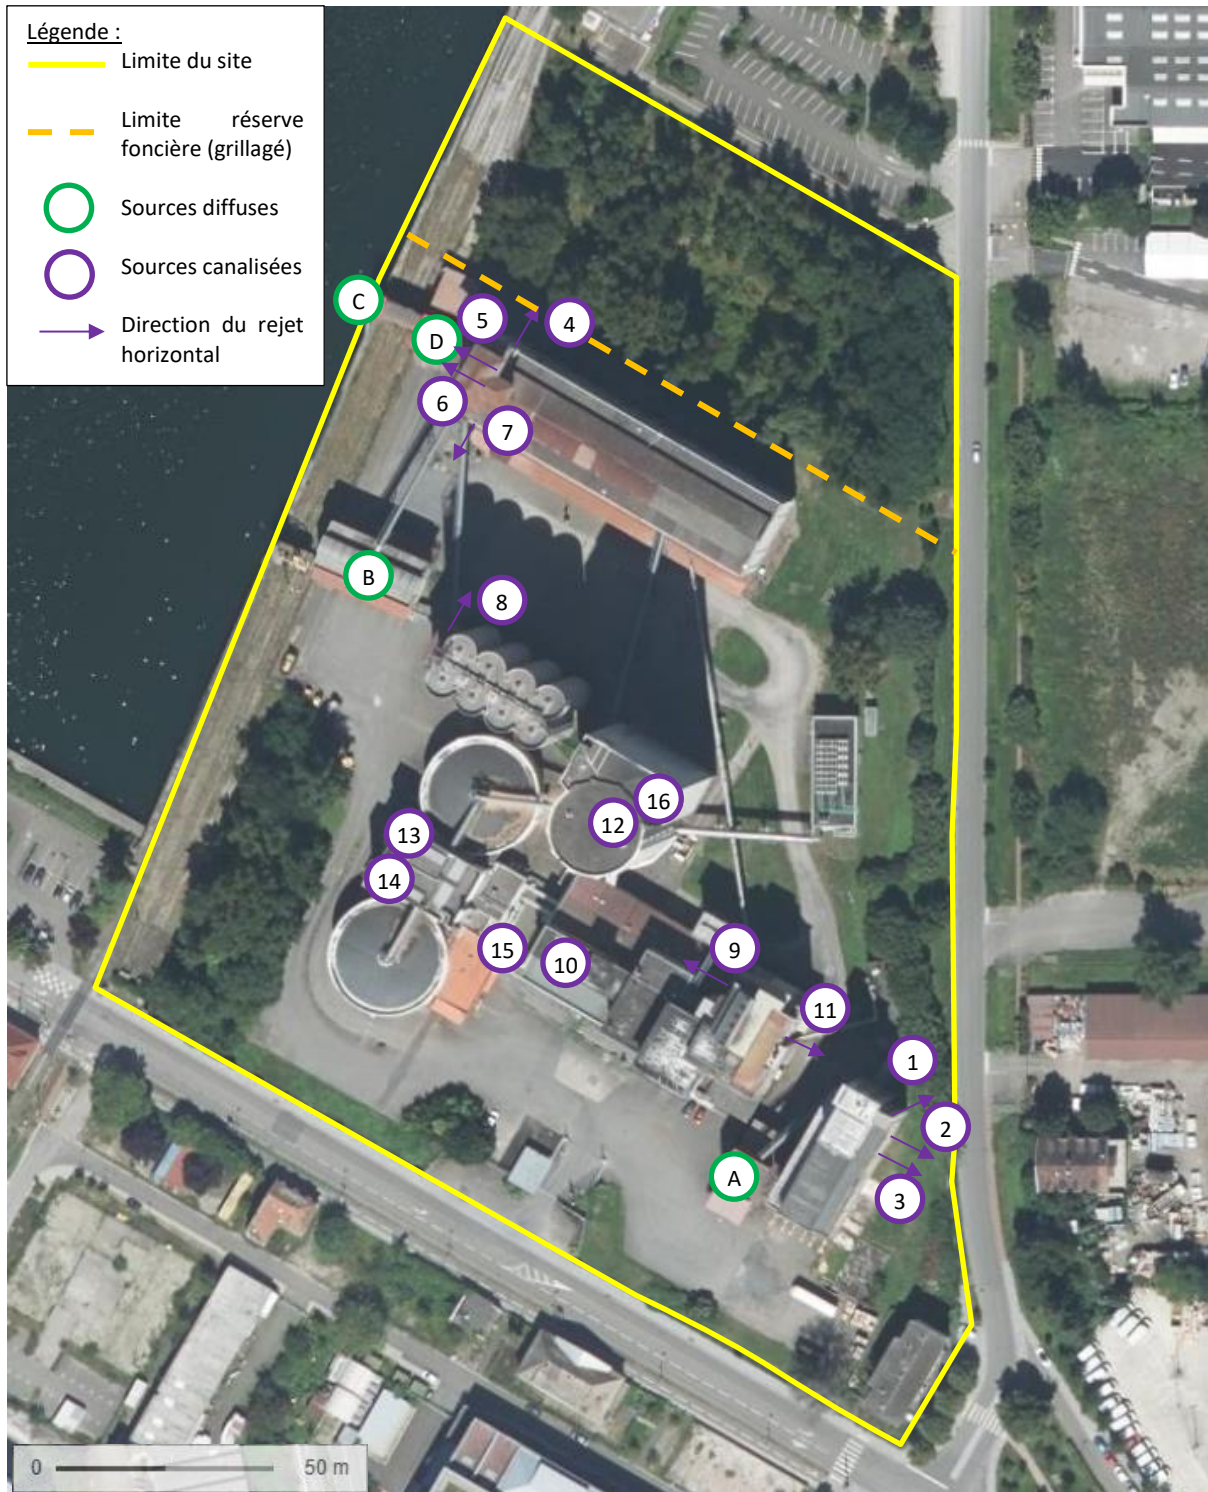 Légende :
Limite du site
Limite réserve
foncière (grillagé)
Sources diffuses
Sources canalisées
Direction du rejet
horizontal
C
5
4
D
6
7
B
8
16
12
13
14
15
10
9
11
1
2
A
3
0 50 m